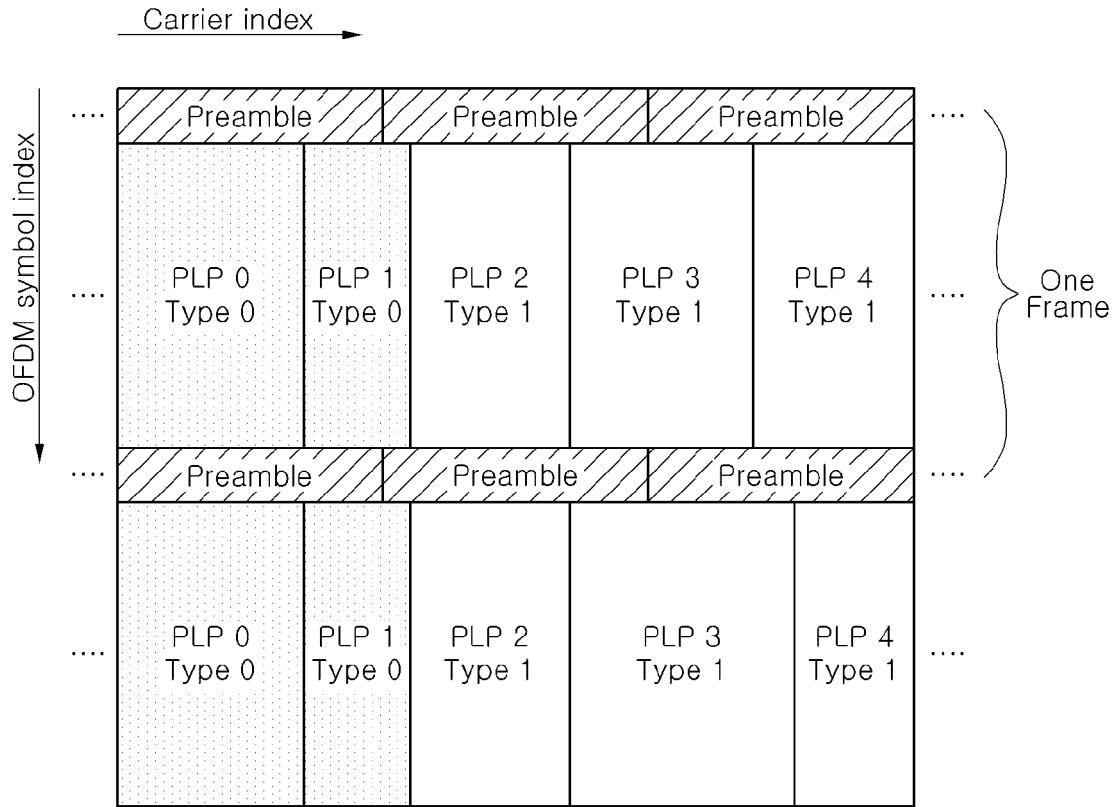 Carrier index
OFDM symbol index
.... Preamble Preamble Preamble ....
.... PLP 0 PLP 1 PLP 2 PLP 3 PLP 4 ....
Type 0 Type 0 Type 1 Type 1 Type 1
One
Frame
.... Preamble Preamble Preamble ....
.... PLP 0 PLP 1 PLP 2 PLP 3 PLP 4 ....
Type 0 Type 0 Type 1 Type 1 Type 1